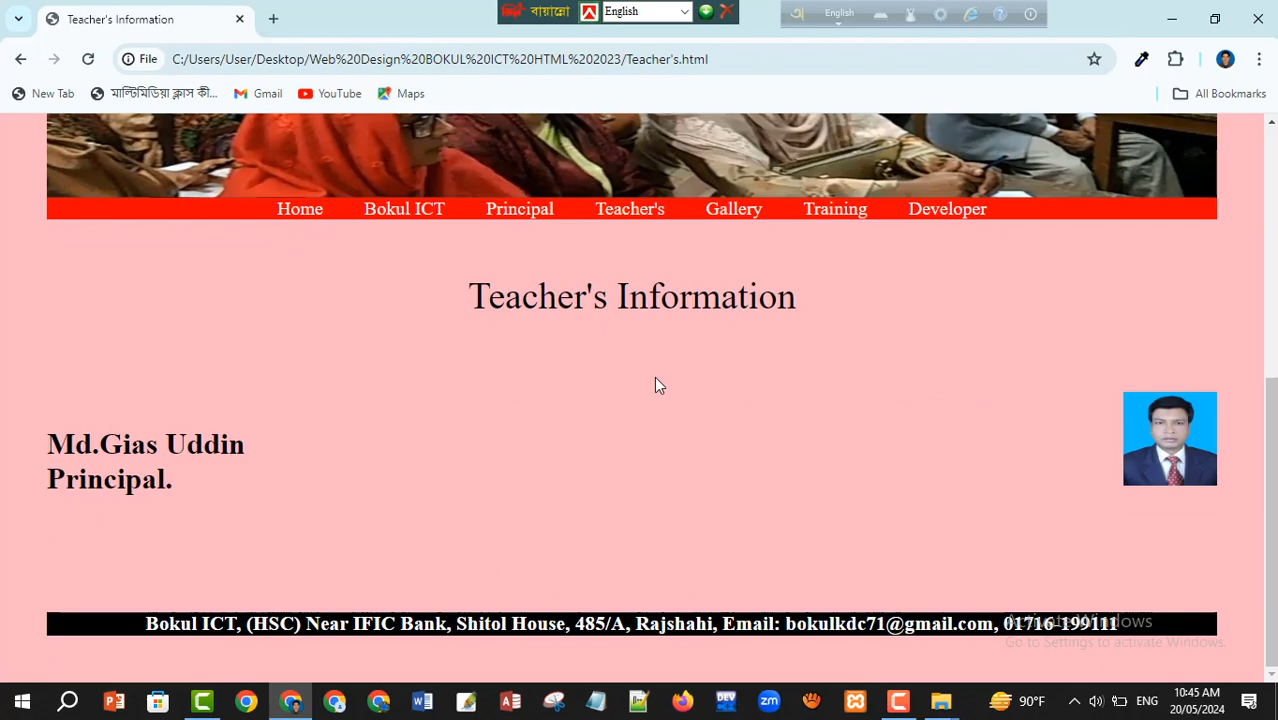 Teacher's Information
বায়ান্নো English
English
File C:/Users/User/Desktop/Web%20Design%20BOKUL%20ICT%20HTML%202023/Teacher's.html
New Tab মাল্টিমিডিয়া ক্লাস কী... Gmail YouTube Maps All Bookmarks
Home Bokul ICT Principal Teacher's Gallery Training Developer
Teacher's Information
Md.Gias Uddin
Principal.
Bokul ICT, (HSC) Near IFIC Bank, Shitol House, 485/A, Rajshahi, Email: bokulkdc71@gmail.com, 01716-199111
Activate Windows
Go to Settings to activate Windows.
90°F ENG 10:45 AM
20/05/2024